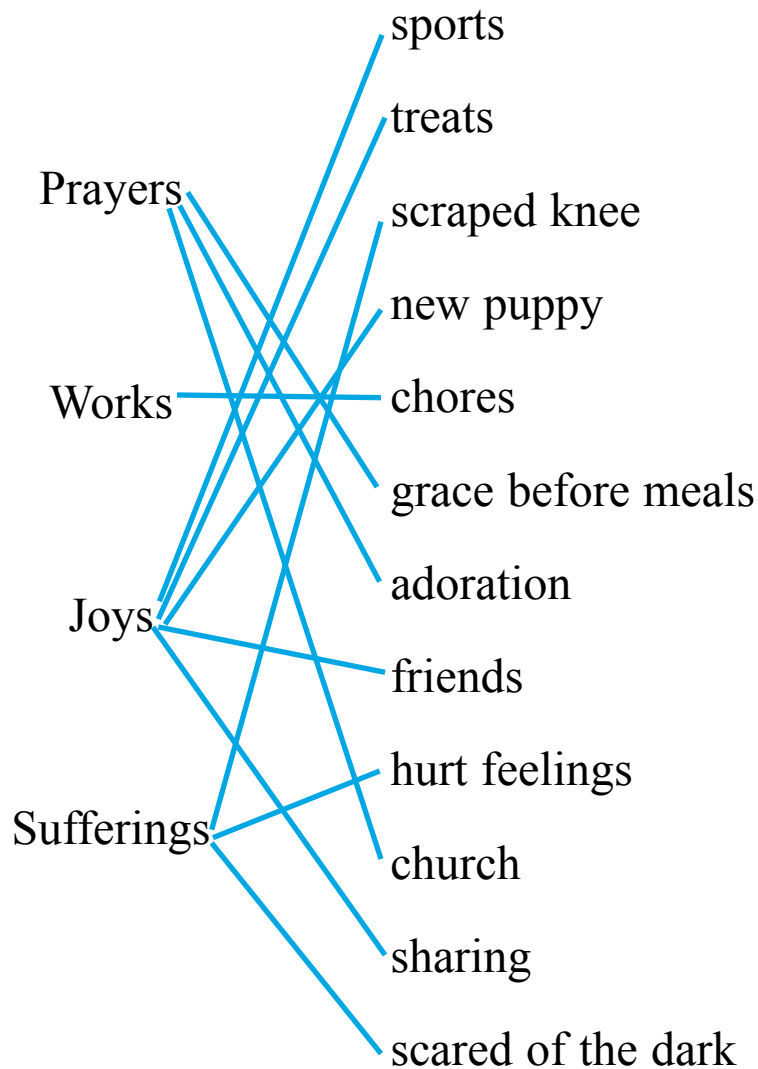 Prayers
Works
Joys
Sufferings
sports
treats
scraped knee
new puppy
chores
grace before meals
adoration
friends
hurt feelings
church
sharing
scared of the dark